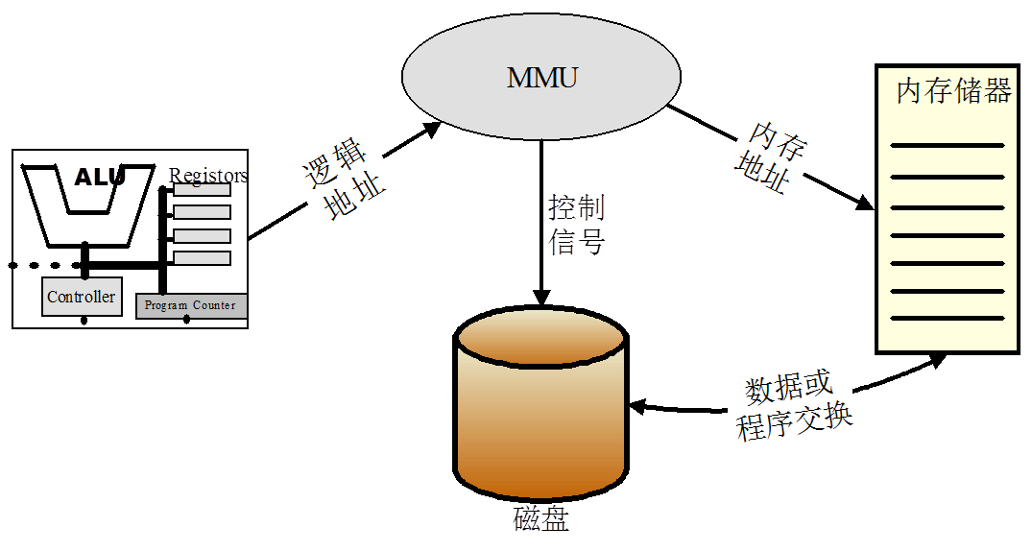 MMU
内存储器
ALU
Registors
逻辑
地址
内存
地址
控制
信号
Controller
Program Counter
数据或
程序交换
磁盘